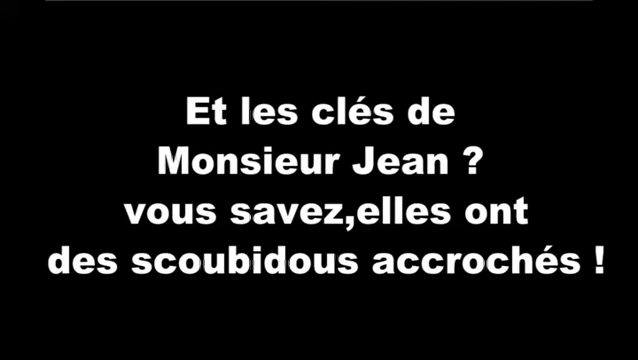 Et les clés de
Monsieur Jean ?
vous savez,elles ont
des scoubidous accrochés !